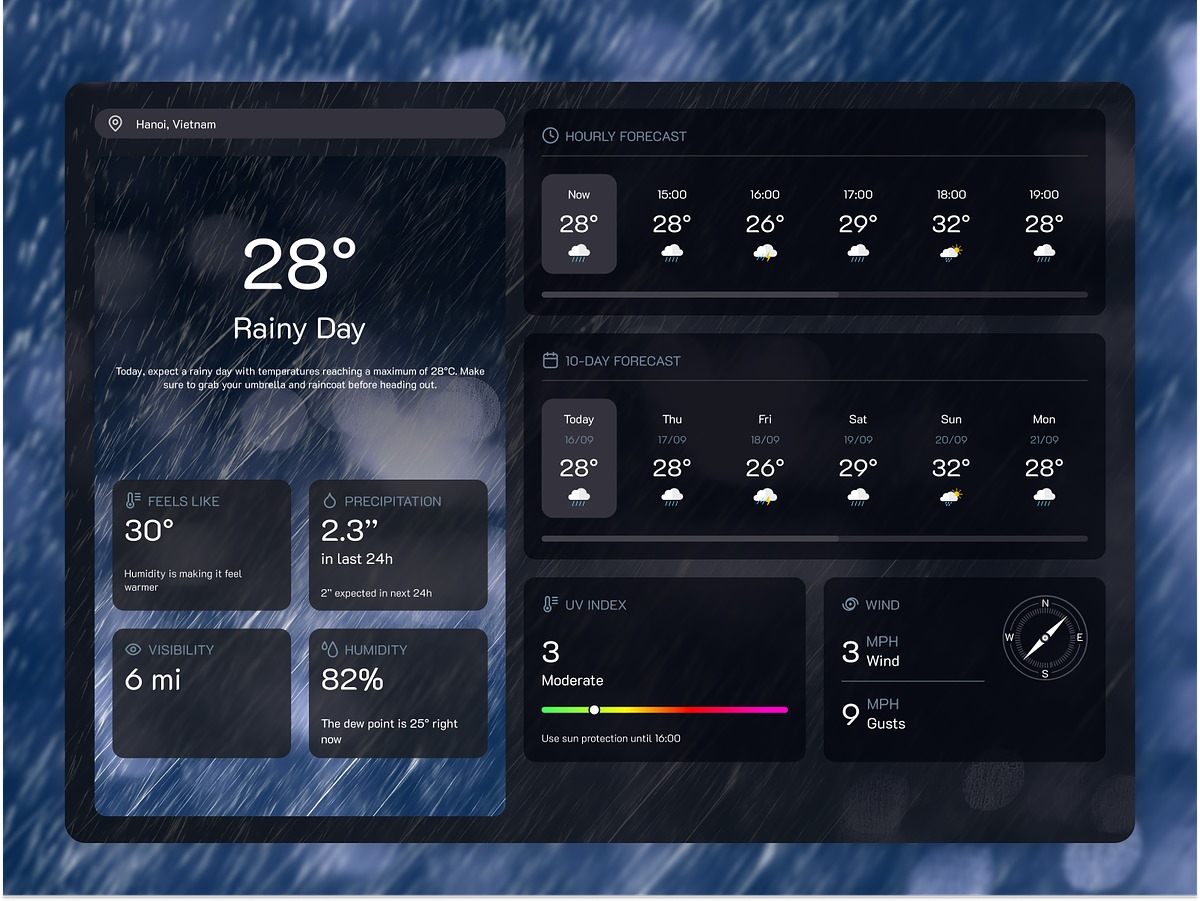 Hanoi, Vietnam
28°
Rainy Day
Today, expect a rainy day with temperatures reaching a maximum of 28°C. Make
sure to grab your umbrella and raincoat before heading out.
FEELS LIKE
30°
Humidity is making it feel
warmer
PRECIPITATION
2.3”
in last 24h
2” expected in next 24h
VISIBILITY
6 mi
HUMIDITY
82%
The dew point is 25° right
now
HOURLY FORECAST
Now 15:00 16:00 17:00 18:00 19:00
28° 28° 26° 29° 32° 28°
10-DAY FORECAST
Today Thu Fri Sat Sun Mon
16/09 17/09 18/09 19/09 20/09 21/09
28° 28° 26° 29° 32° 28°
UV INDEX
3
Moderate
Use sun protection until 16:00
WIND
3 MPH
Wind
9 MPH
Gusts
N
W E
S